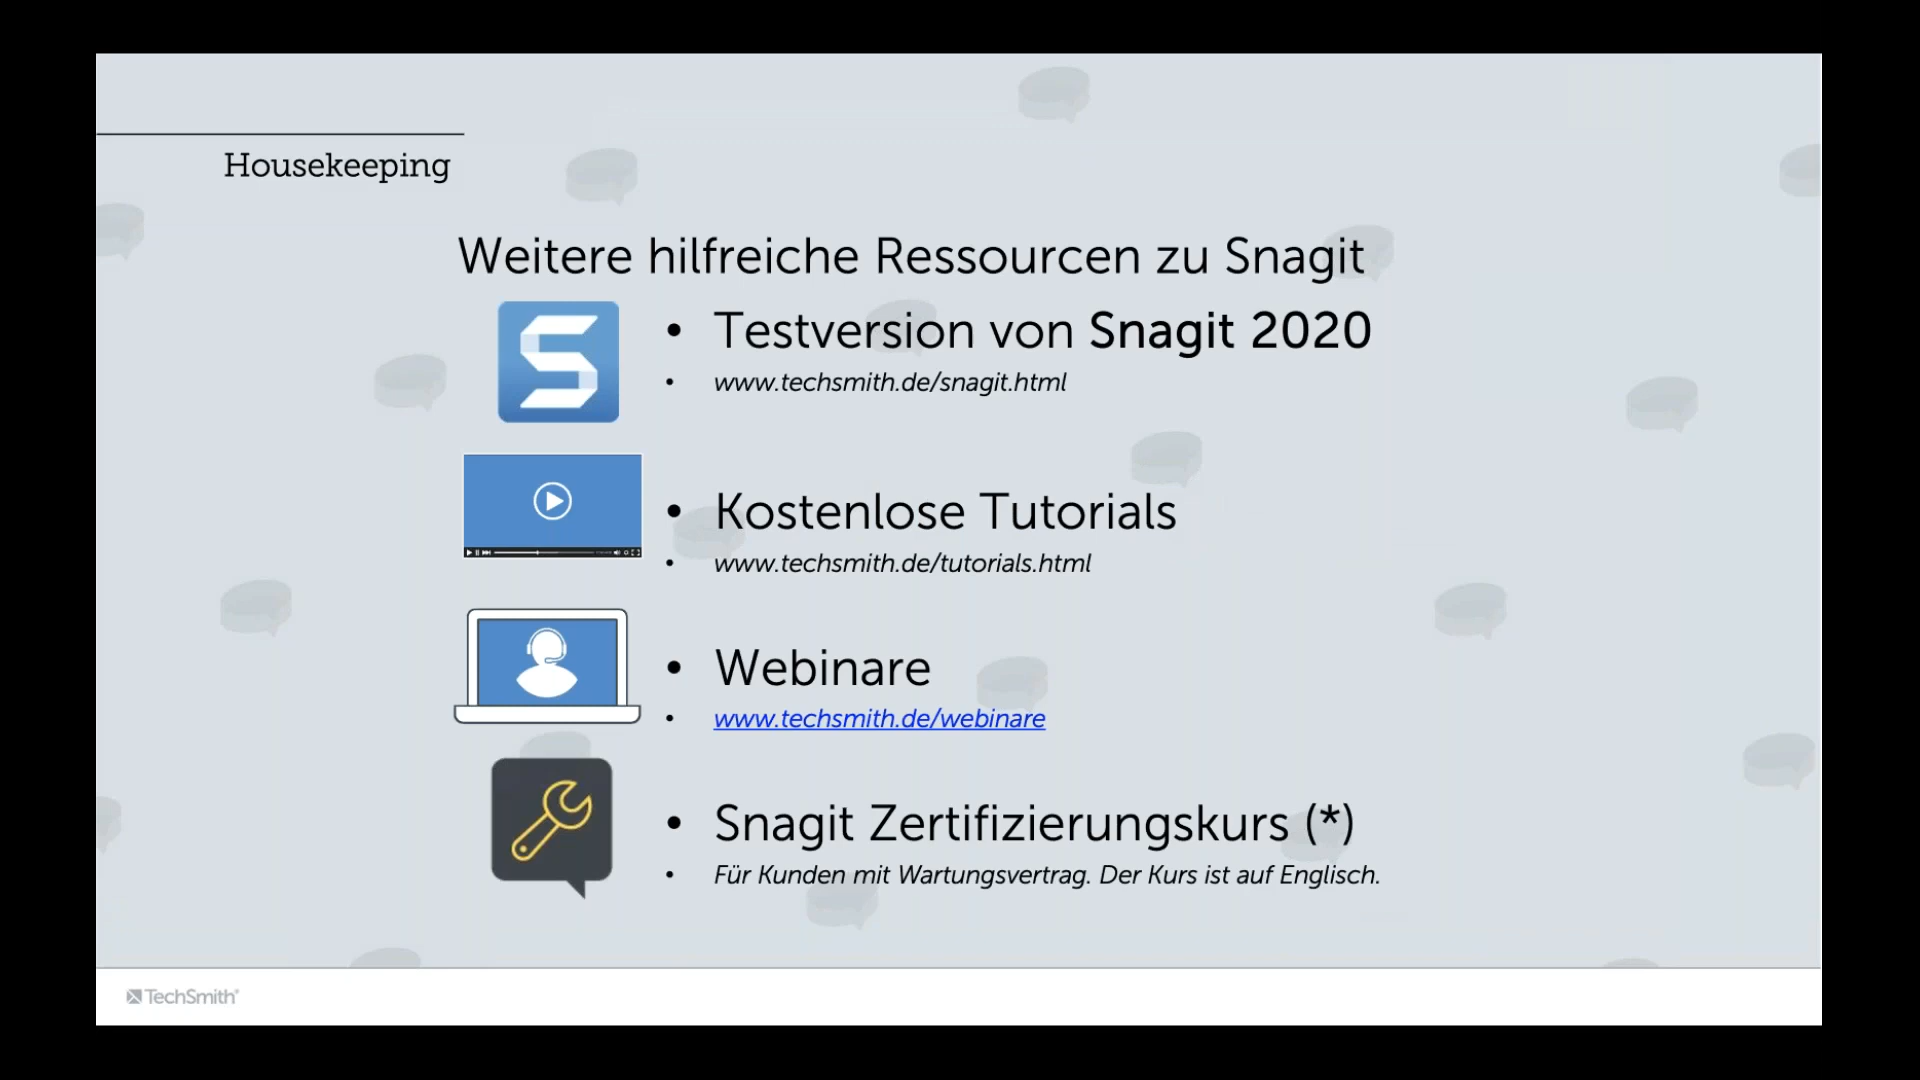 Housekeeping
Weitere hilfreiche Ressourcen zu Snagit
• Testversion von Snagit 2020
• www.techsmith.de/snagit.html
• Kostenlose Tutorials
• www.techsmith.de/tutorials.html
• Webinare
• www.techsmith.de/webinare
• Snagit Zertifizierungskurs (*)
• Für Kunden mit Wartungsvertrag. Der Kurs ist auf Englisch.
TechSmith®